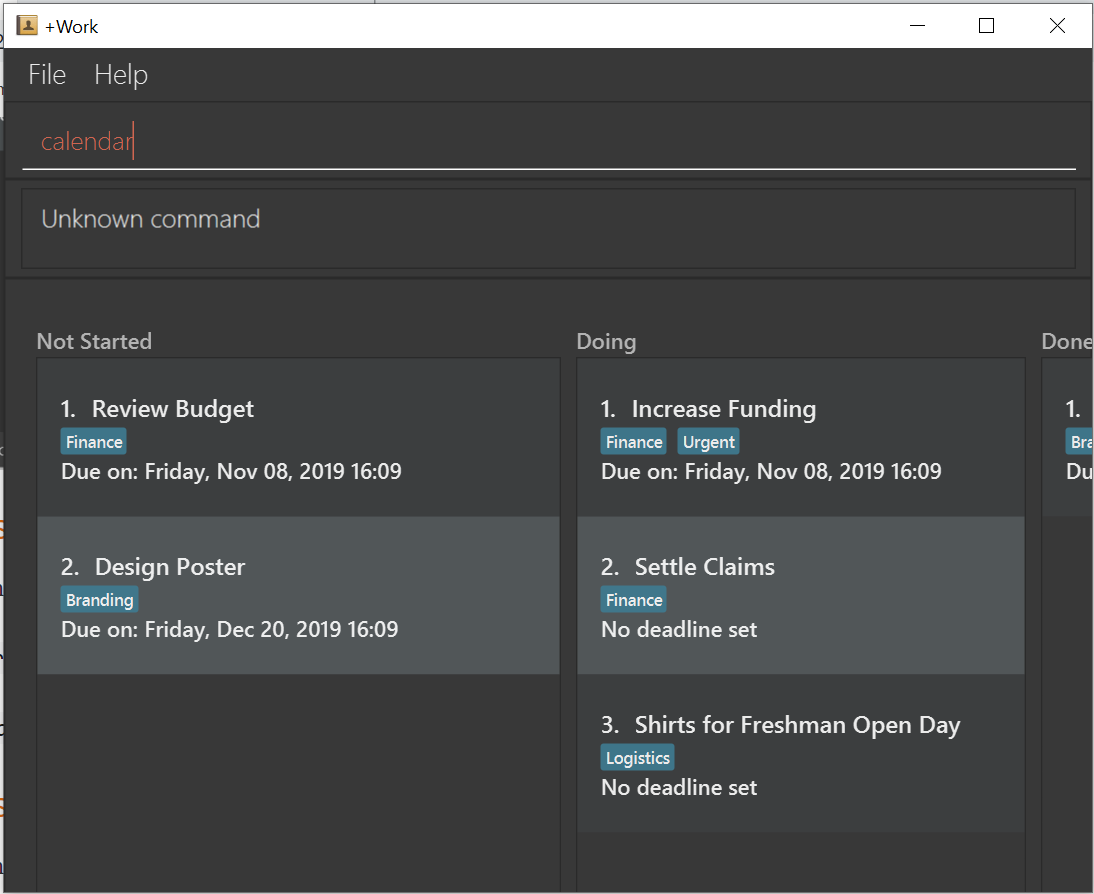 +Work
File Help
calendar
Unknown command
Not Started
1. Review Budget
Finance
Due on: Friday, Nov 08, 2019 16:09
2. Design Poster
Branding
Due on: Friday, Dec 20, 2019 16:09
Doing
1. Increase Funding
Finance Urgent
Due on: Friday, Nov 08, 2019 16:09
2. Settle Claims
Finance
No deadline set
3. Shirts for Freshman Open Day
Logistics
No deadline set
Done
1.
Bra
Du